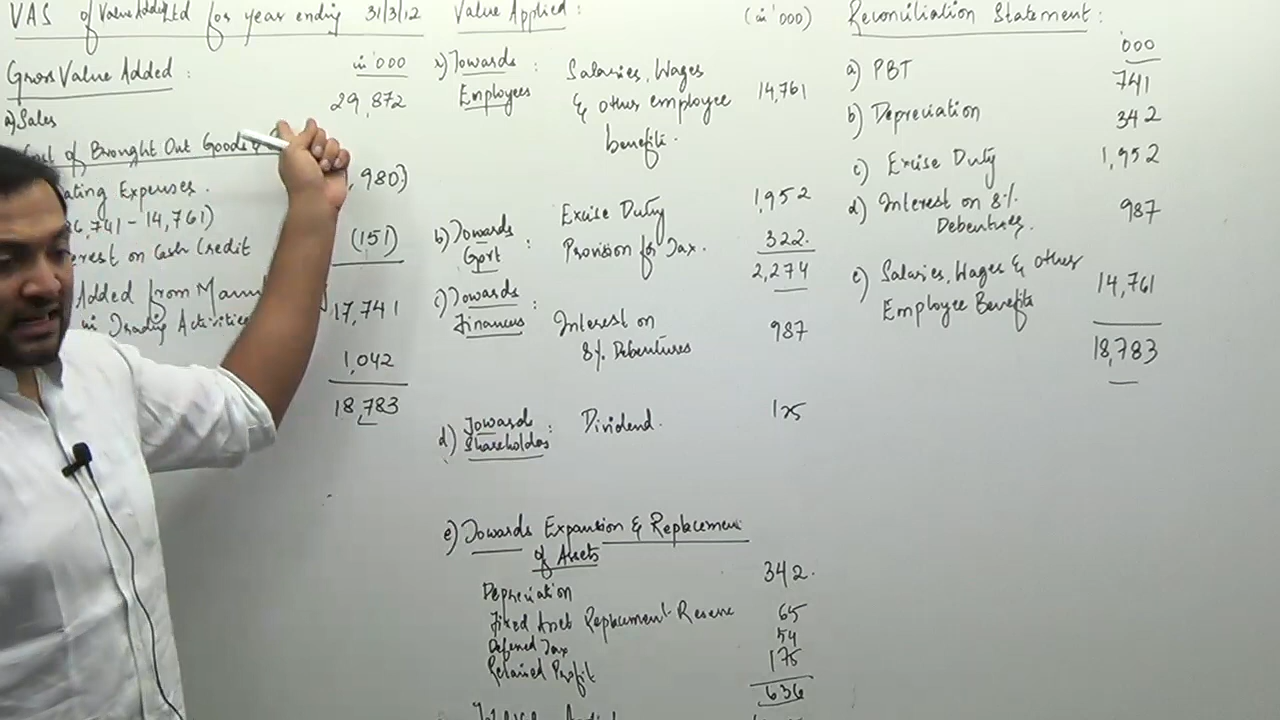 VAS of Value Added Ltd for year ending 31/3/12
Gross Value Added :
in '000
a) Sales 29,872
Cost of Brought Out Goods &
ating Expenses. , 980)
6,741 - 14,761)
erest on Cash Credit (151)
Added from Manu
17,741
in Trading Activities
1,042
18,783
Value Applied : (in '000)
a) Towards Employees : Salaries, Wages
& other employee 14,761
benefits.
b) Towards Govt : Excise Duty 1,952
Provision for Tax. 322
2,274
c) Towards Finances : Interest on 987
8% Debentures
d) Towards Shareholders : Dividend. 125
e) Towards Expansion & Replacement
of Assets
Depreciation 342.
Fixed Asset Replacement Reserve 65
Deferred Tax 54
Retained Profit 175
636
Reconciliation Statement :
'000
a) PBT 741
b) Depreciation 342
c) Excise Duty 1,952
d) Interest on 8% 987
Debentures.
e) Salaries, Wages & other
Employee Benefits 14,761
18,783